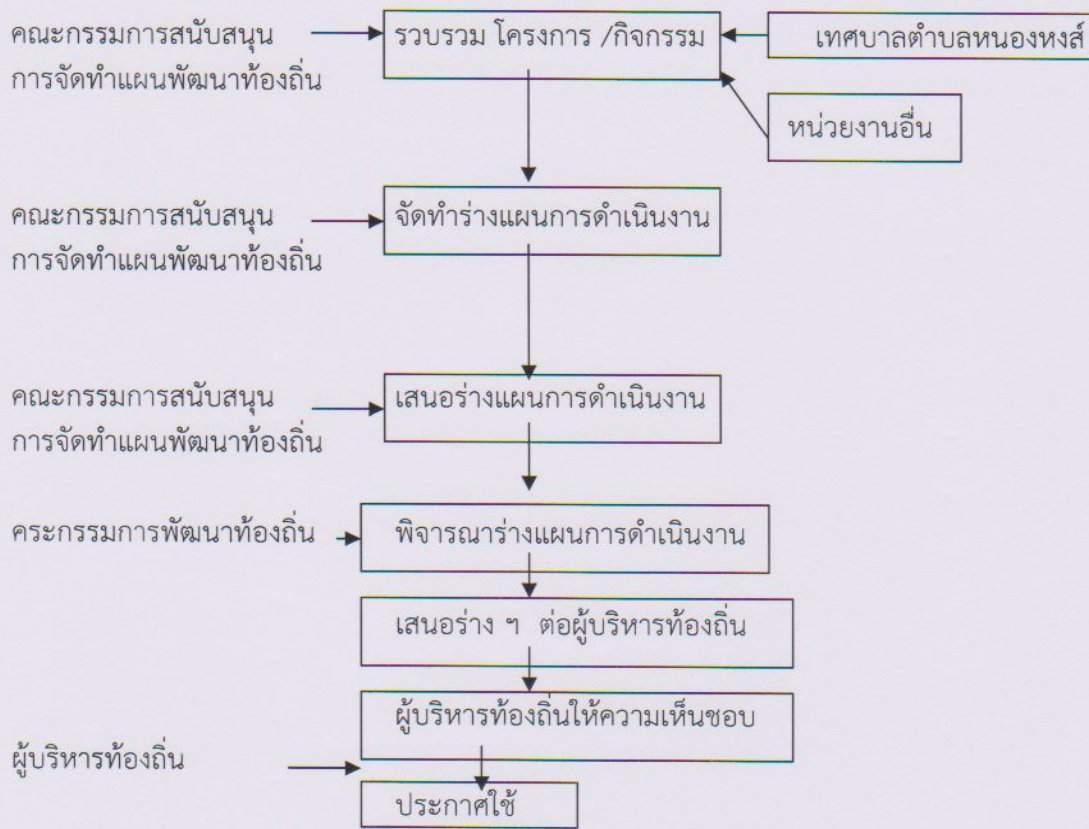 คณะกรรมการสนับสนุน
การจัดทำแผนพัฒนาท้องถิ่น
รวบรวม โครงการ /กิจกรรม
เทศบาลตำบลหนองหงส์
หน่วยงานอื่น
คณะกรรมการสนับสนุน
การจัดทำแผนพัฒนาท้องถิ่น
จัดทำร่างแผนการดำเนินงาน
คณะกรรมการสนับสนุน
การจัดทำแผนพัฒนาท้องถิ่น
เสนอร่างแผนการดำเนินงาน
คระกรรมการพัฒนาท้องถิ่น
พิจารณาร่างแผนการดำเนินงาน
เสนอร่าง ฯ ต่อผู้บริหารท้องถิ่น
ผู้บริหารท้องถิ่นให้ความเห็นชอบ
ผู้บริหารท้องถิ่น
ประกาศใช้